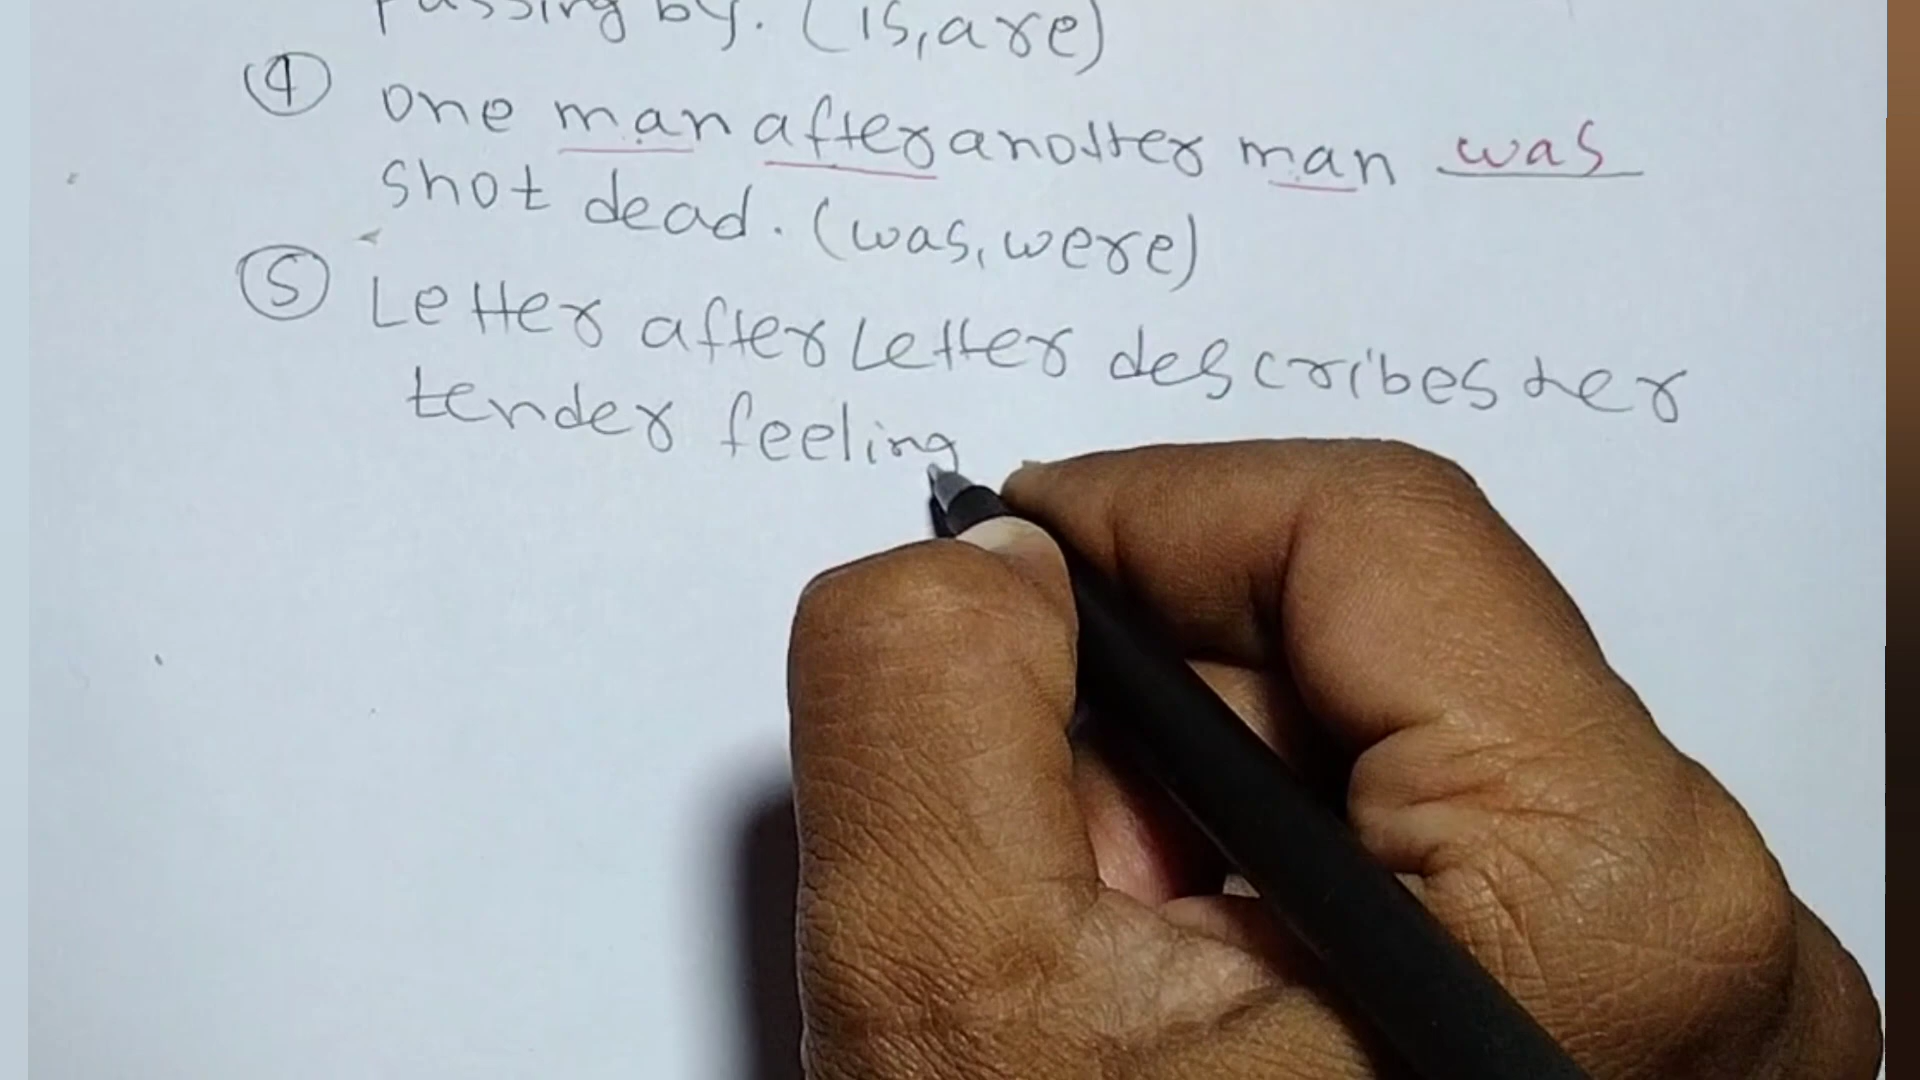 Passing by. (is, are)
④ one man after another man was
shot dead. (was, were)
⑤ Letter after Letter describes her
tender feeling